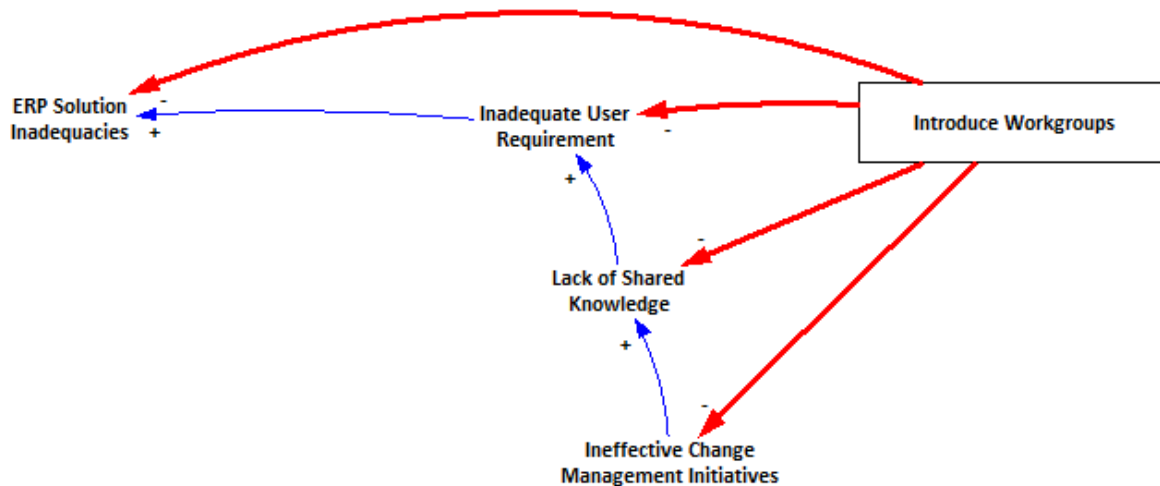 ERP Solution
Inadequacies
-
+
Inadequate User
Requirement
-
Introduce Workgroups
+
-
Lack of Shared
Knowledge
+
-
Ineffective Change
Management Initiatives